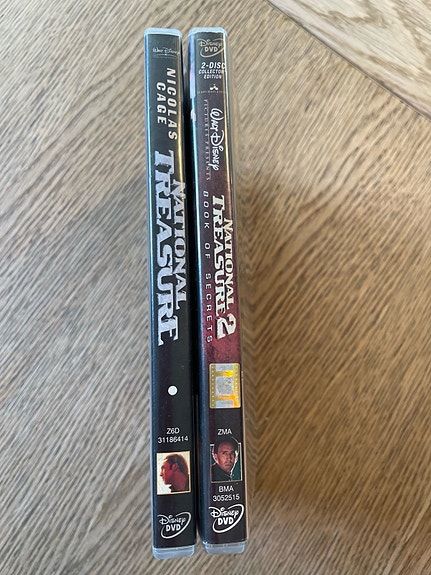 Walt Disney
NICOLAS
CAGE
NATIONAL
TREASURE
Z6D
31186414
Disney
DVD
Disney
DVD
2-DISC
COLLECTOR'S
EDITION
WALT DISNEY
PICTURES PRESENTS
NATIONAL
TREASURE 2
BOOK OF SECRETS
ZMA
BMA
3052515
Disney
DVD